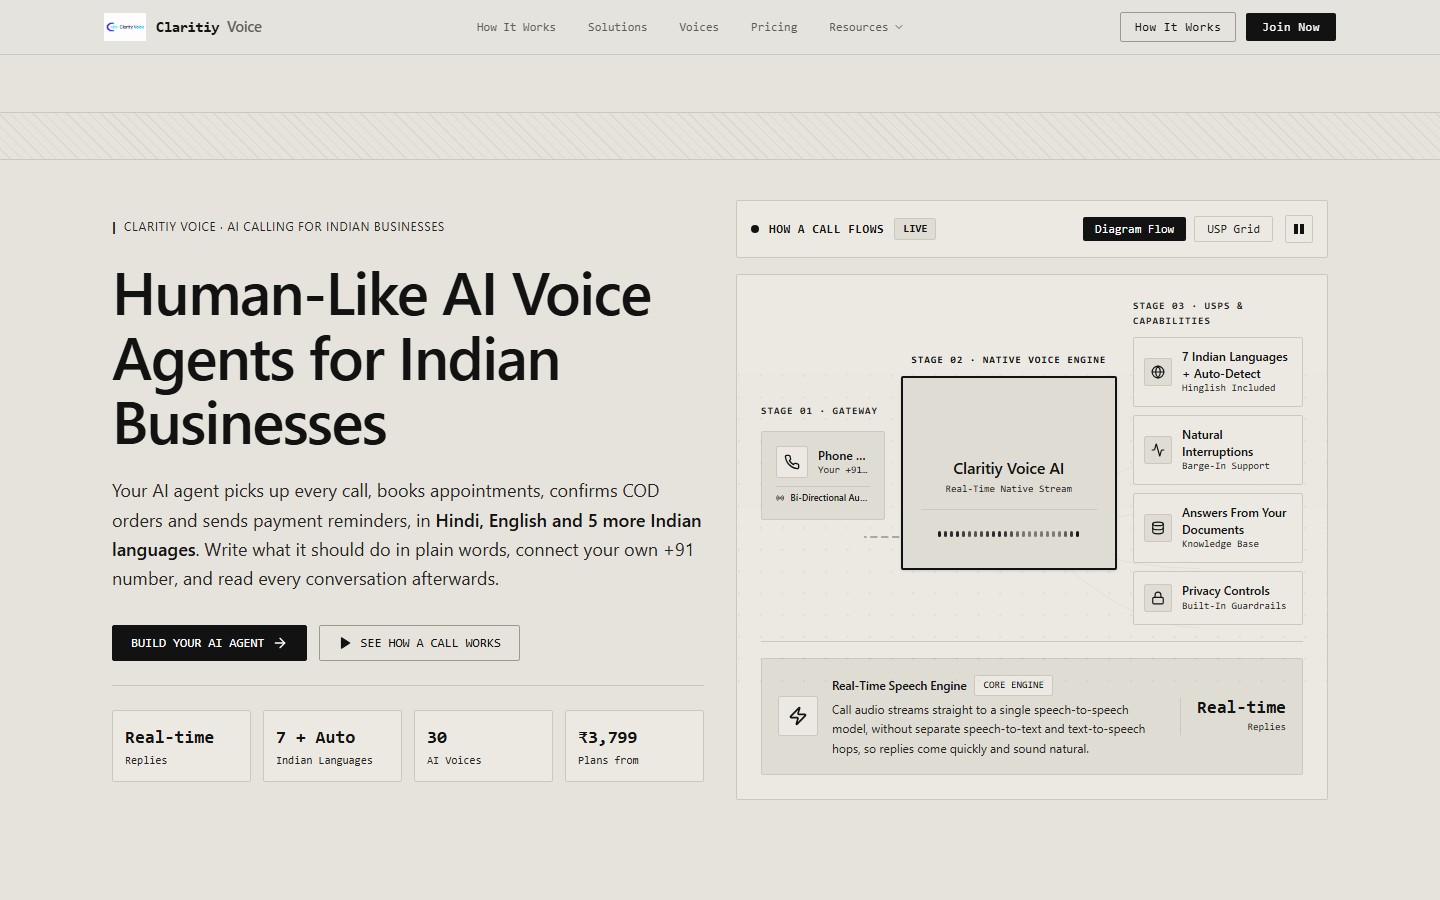 Claritiy Voice
How It Works
Solutions
Voices
Pricing
Resources
How It Works
Join Now
CLARITIY VOICE · AI CALLING FOR INDIAN BUSINESSES
Human-Like AI Voice
Agents for Indian
Businesses
Your AI agent picks up every call, books appointments, confirms COD
orders and sends payment reminders, in Hindi, English and 5 more Indian
languages. Write what it should do in plain words, connect your own +91
number, and read every conversation afterwards.
BUILD YOUR AI AGENT
SEE HOW A CALL WORKS
Real-time
Replies
7 + Auto
Indian Languages
30
AI Voices
₹3,799
Plans from
HOW A CALL FLOWS
LIVE
Diagram Flow
USP Grid
STAGE 01 · GATEWAY
Phone ...
Your +91...
Bi-Directional Au...
STAGE 02 · NATIVE VOICE ENGINE
Claritiy Voice AI
Real-Time Native Stream
STAGE 03 · USPS &
CAPABILITIES
7 Indian Languages
+ Auto-Detect
Hinglish Included
Natural
Interruptions
Barge-In Support
Answers From Your
Documents
Knowledge Base
Privacy Controls
Built-In Guardrails
Real-Time Speech Engine
CORE ENGINE
Call audio streams straight to a single speech-to-speech
model, without separate speech-to-text and text-to-speech
hops, so replies come quickly and sound natural.
Real-time
Replies